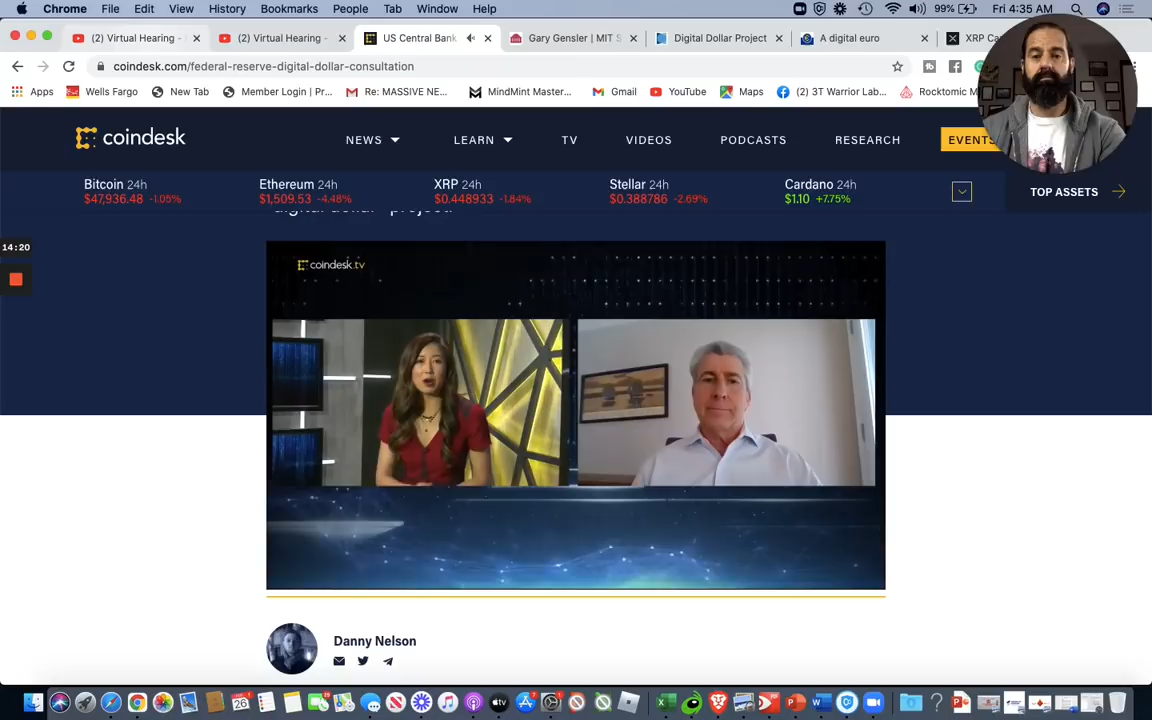 Chrome File Edit View History Bookmarks People Tab Window Help 99% Fri 4:35 AM
(2) Virtual Hearing - (2) Virtual Hearing - US Central Bank Gary Gensler | MIT S Digital Dollar Project A digital euro XRP Ca
coindesk.com/federal-reserve-digital-dollar-consultation
Apps Wells Fargo New Tab Member Login | Pr... Re: MASSIVE NE... MindMint Master... Gmail YouTube Maps (2) 3T Warrior Lab... Rocktomic M
coindesk NEWS LEARN TV VIDEOS PODCASTS RESEARCH EVENTS
Bitcoin 24h Ethereum 24h XRP 24h Stellar 24h Cardano 24h
$47,936.48 -1.05% $1,509.53 -4.48% $0.448933 -1.84% $0.388786 -2.69% $1.10 +7.75%
TOP ASSETS
"digital dollar" project.
14:20
coindesk.tv
Danny Nelson